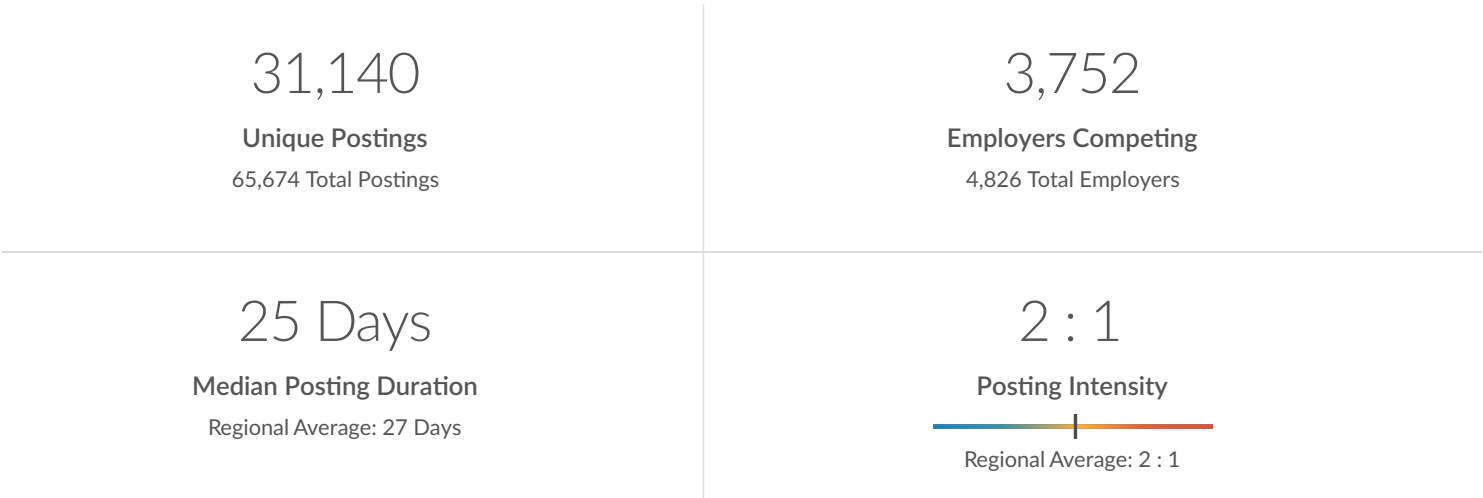 31,140
Unique Postings
65,674 Total Postings
3,752
Employers Competing
4,826 Total Employers
25 Days
Median Posting Duration
Regional Average: 27 Days
2 : 1
Posting Intensity
Regional Average: 2 : 1